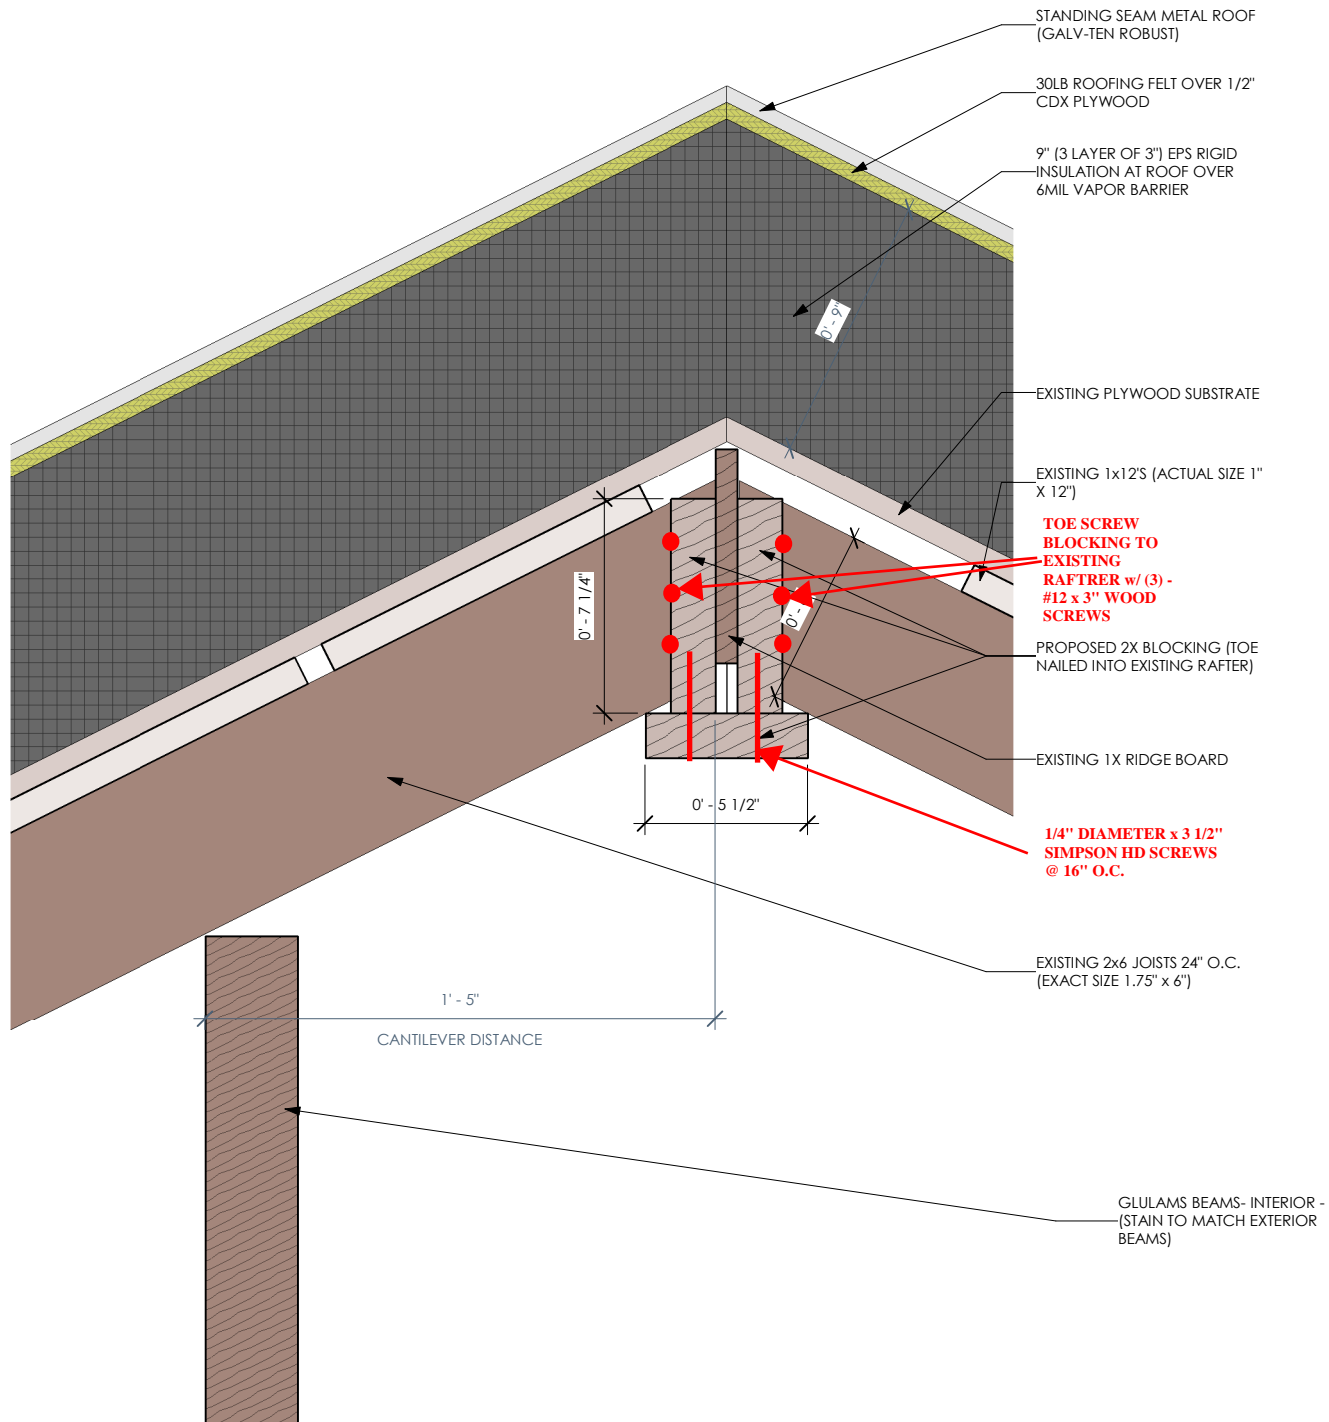 STANDING SEAM METAL ROOF
(GALV-TEN ROBUST)
30LB ROOFING FELT OVER 1/2"
CDX PLYWOOD
9" (3 LAYER OF 3") EPS RIGID
INSULATION AT ROOF OVER
6MIL VAPOR BARRIER
0' - 9"
EXISTING PLYWOOD SUBSTRATE
EXISTING 1x12'S (ACTUAL SIZE 1"
X 12")
TOE SCREW
BLOCKING TO
EXISTING
RAFTRER w/ (3) -
#12 x 3" WOOD
SCREWS
0' - 7 1/4"
0' -
PROPOSED 2X BLOCKING (TOE
NAILED INTO EXISTING RAFTER)
EXISTING 1X RIDGE BOARD
0' - 5 1/2"
1/4" DIAMETER x 3 1/2"
SIMPSON HD SCREWS
@ 16" O.C.
EXISTING 2x6 JOISTS 24" O.C.
(EXACT SIZE 1.75" x 6")
1' - 5"
CANTILEVER DISTANCE
GLULAMS BEAMS- INTERIOR -
(STAIN TO MATCH EXTERIOR
BEAMS)